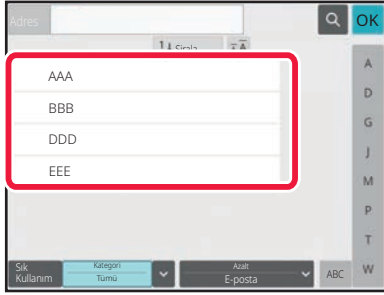 Adres
OK
Sırala
AAA
BBB
DDD
EEE
A
D
G
J
M
P
T
W
Sık Kullanım
Kategori
Tümü
Azalt
E-posta
ABC